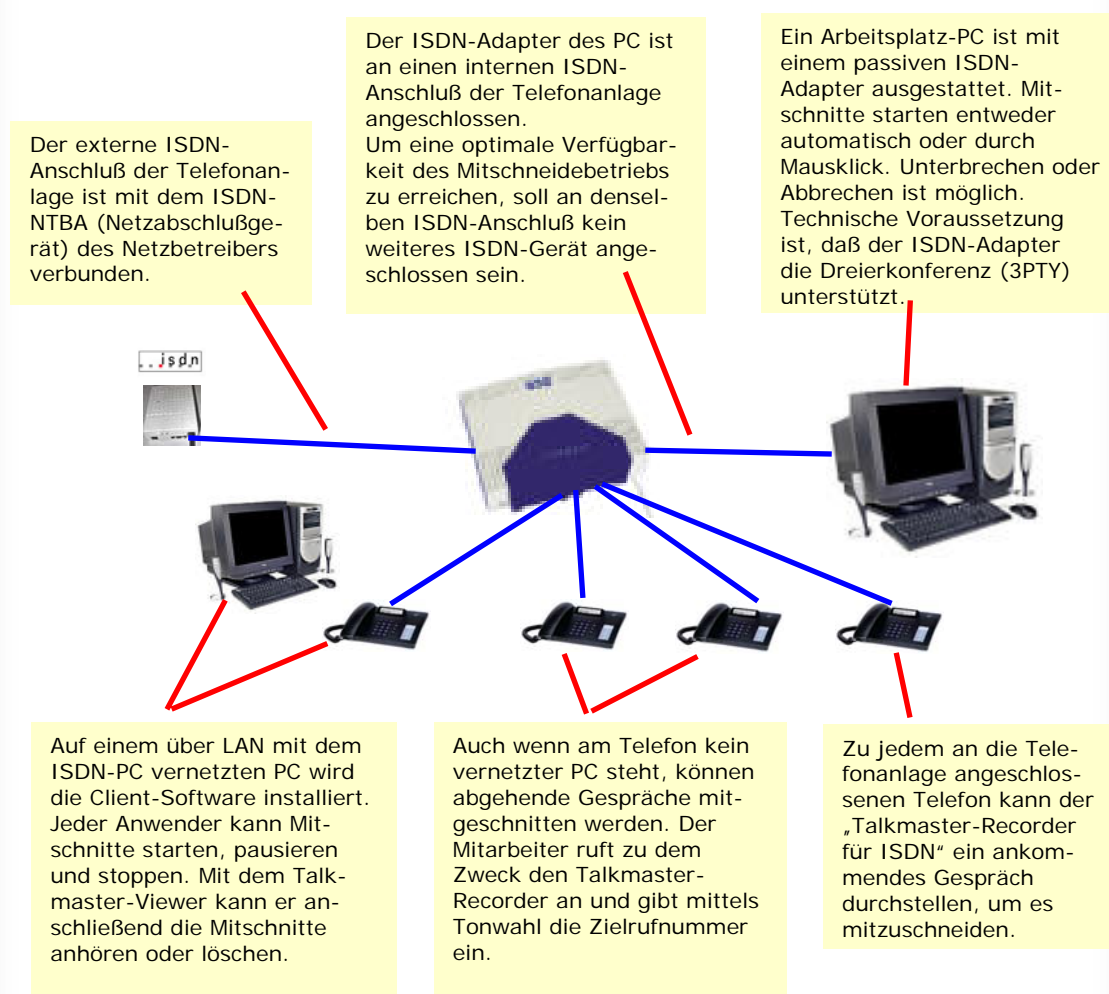 Der externe ISDN-
Anschluß der Telefonan-
lage ist mit dem ISDN-
NTBA (Netzabschlußge-
rät) des Netzbetreibers
verbunden.
Der ISDN-Adapter des PC ist
an einen internen ISDN-
Anschluß der Telefonanlage
angeschlossen.
Um eine optimale Verfügbar-
keit des Mitschneidebetriebs
zu erreichen, soll an densel-
ben ISDN-Anschluß kein
weiteres ISDN-Gerät ange-
schlossen sein.
Ein Arbeitsplatz-PC ist mit
einem passiven ISDN-
Adapter ausgestattet. Mit-
schnitte starten entweder
automatisch oder durch
Mausklick. Unterbrechen oder
Abbrechen ist möglich.
Technische Voraussetzung
ist, daß der ISDN-Adapter
die Dreierkonferenz (3PTY)
unterstützt.
...isdn
Auf einem über LAN mit dem
ISDN-PC vernetzten PC wird
die Client-Software installiert.
Jeder Anwender kann Mit-
schnitte starten, pausieren
und stoppen. Mit dem Talk-
master-Viewer kann er an-
schließend die Mitschnitte
anhören oder löschen.
Auch wenn am Telefon kein
vernetzter PC steht, können
abgehende Gespräche mit-
geschnitten werden. Der
Mitarbeiter ruft zu dem
Zweck den Talkmaster-
Recorder an und gibt mittels
Tonwahl die Zielrufnummer
ein.
Zu jedem an die Tele-
fonanlage angeschlos-
senen Telefon kann der
„Talkmaster-Recorder
für ISDN“ ein ankom-
mendes Gespräch
durchstellen, um es
mitzuschneiden.